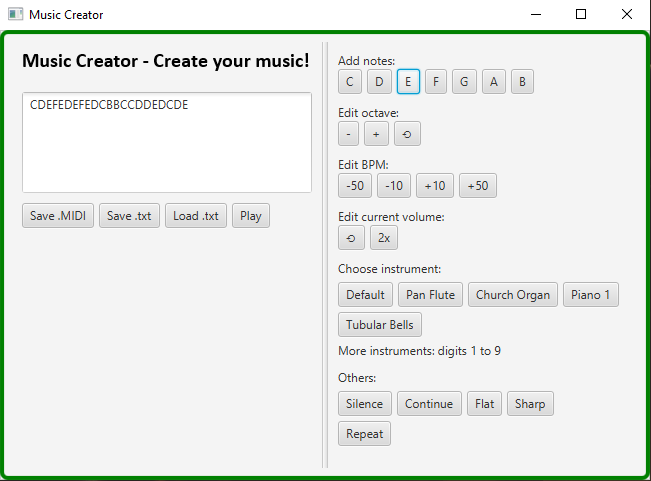 Music Creator
Music Creator - Create your music!
CDEFEDEFEDCBBCCDDEDCDE
Save .MIDI Save .txt Load .txt Play
Add notes:
C D E F G A B
Edit octave:
- + ⟲
Edit BPM:
-50 -10 +10 +50
Edit current volume:
⟲ 2x
Choose instrument:
Default Pan Flute Church Organ Piano 1
Tubular Bells
More instruments: digits 1 to 9
Others:
Silence Continue Flat Sharp
Repeat